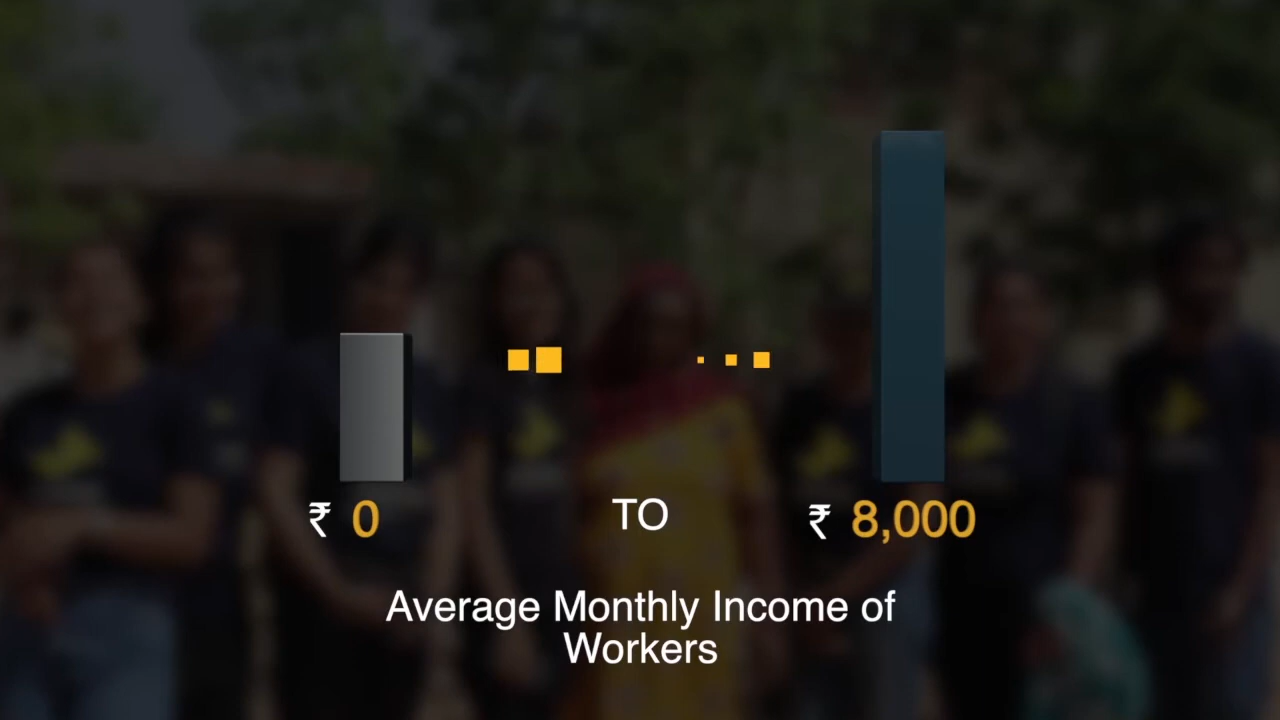 ₹ 0 TO ₹ 8,000
Average Monthly Income of
Workers